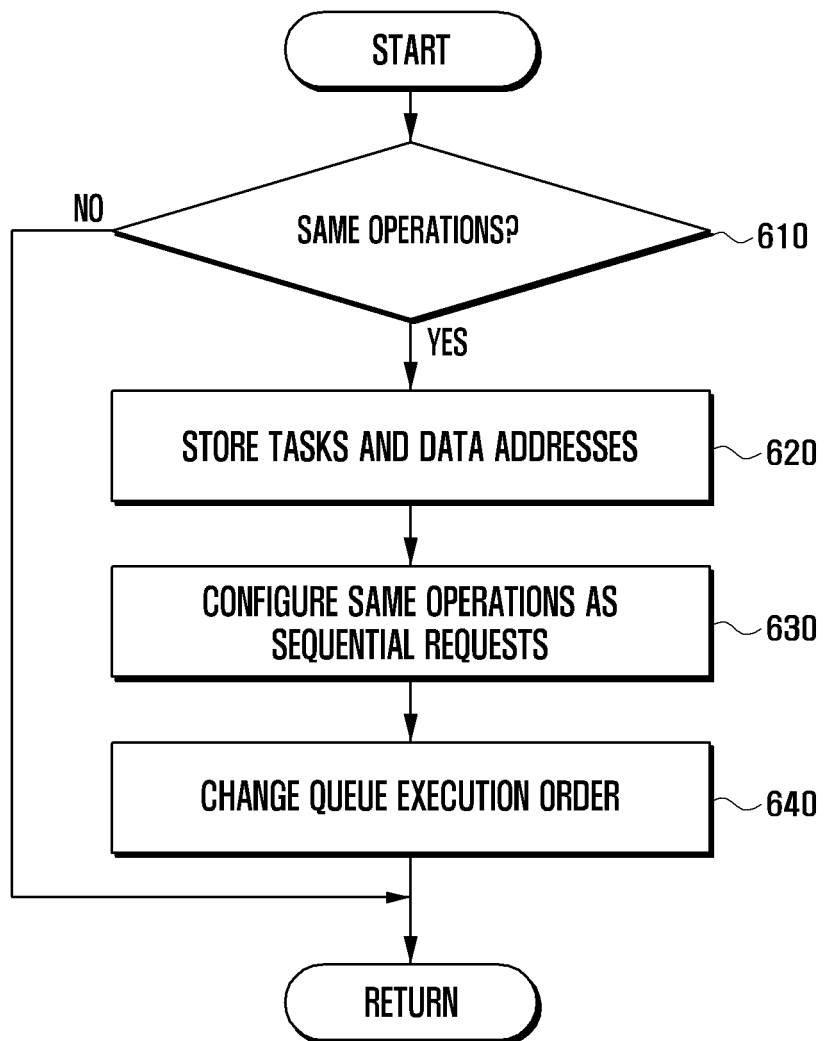 START
NO
SAME OPERATIONS?
610
YES
STORE TASKS AND DATA ADDRESSES
620
CONFIGURE SAME OPERATIONS AS
SEQUENTIAL REQUESTS
630
CHANGE QUEUE EXECUTION ORDER
640
RETURN